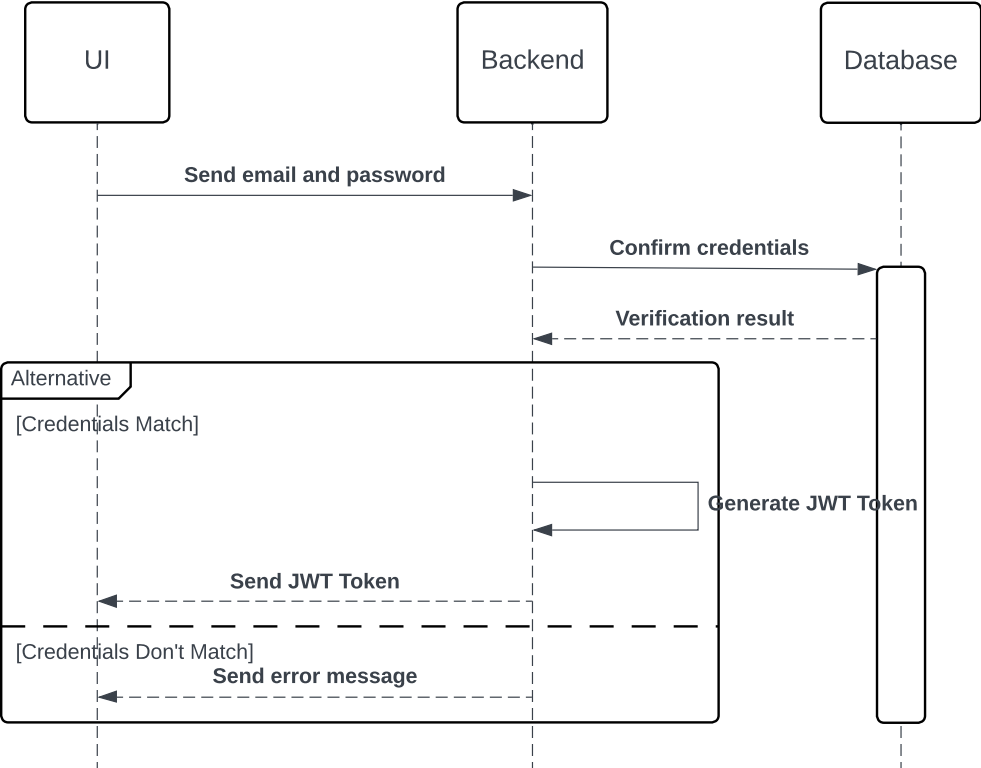 UI
Backend
Database
Send email and password
Confirm credentials
Verification result
Alternative
[Credentials Match]
Generate JWT Token
Send JWT Token
[Credentials Don't Match]
Send error message